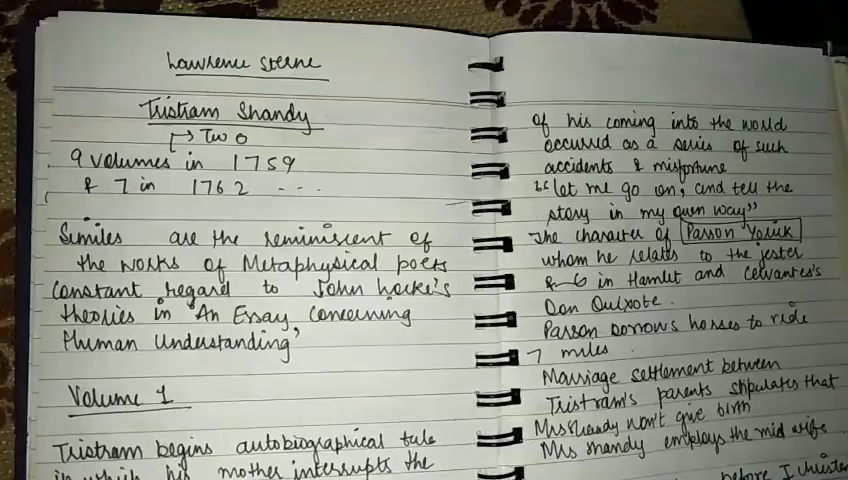 Lawrence Sterne
Tristram Shandy
→ Two
9 volumes in 1759
& 7 in 1762 ---
Similes are the reminiscent of
the works of Metaphysical poets
constant regard to John Locke's
theories in "An Essay Concerning
Human Understanding"
Volume 1
Tristram begins autobiographical tale
in which his mother interrupts the
of his coming into the world
occurred as a series of such
accidents & misfortune
"let me go on, and tell the
story in my own way"
The character of Parson Yorick
whom he relates to the jester
in Hamlet and Cervantes's
Don Quixote.
Parson borrows horses to ride
7 miles.
Marriage settlement between
Tristram's parents stipulates that
Mrs Shandy won't give birth
Mrs Shandy employs the mid wife
before I